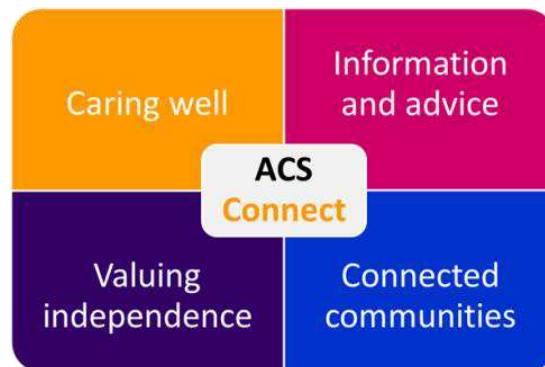 Caring well
Information
and advice
ACS
Connect
Valuing
independence
Connected
communities